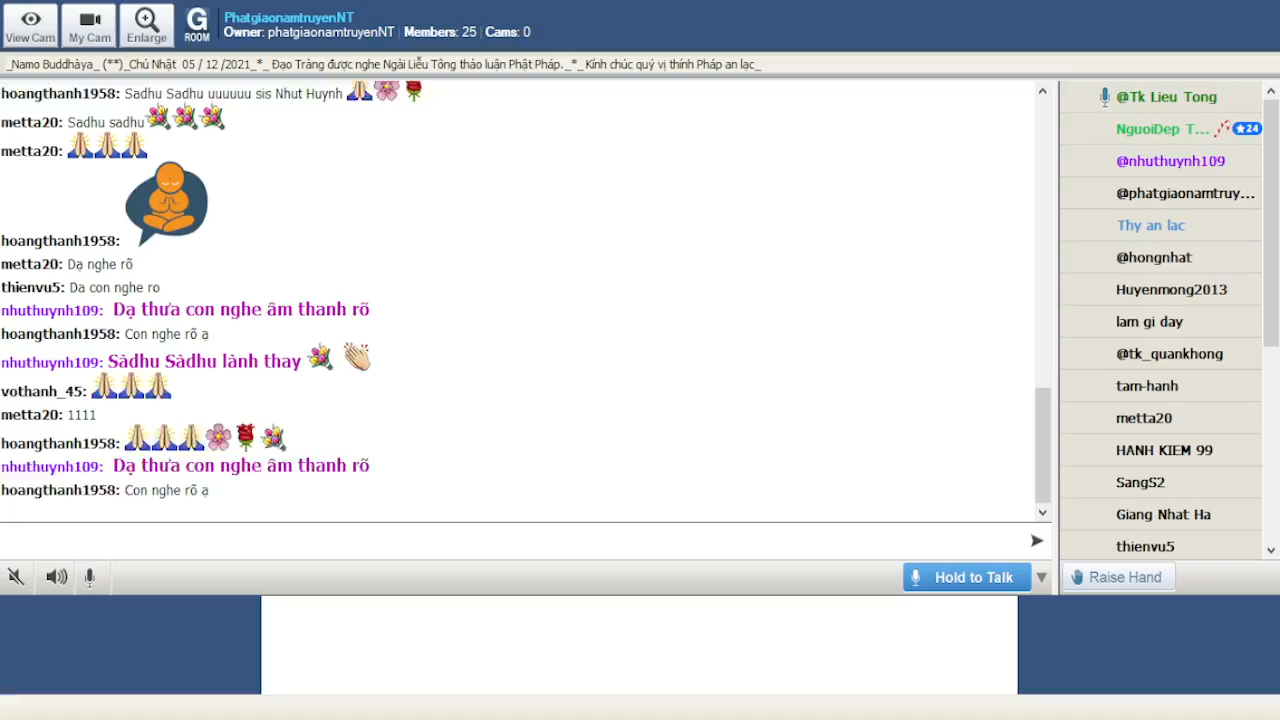 View Cam
My Cam
Enlarge
G
ROOM
PhatgiaonamtruyenNT
Owner: phatgiaonamtruyenNT | Members: 25 | Cams: 0
_Namo Buddhàya_ (**)_Chú Nhật 05 / 12 /2021_*_ Đạo Tràng được nghe Ngài Liễu Tông thảo luận Phật Pháp._*_Kính chúc quý vị thính Pháp an lạc_
hoangthanh1958: Sadhu Sadhu uuuuuu sis Nhut Huynh
metta20: Sadhu sadhu
metta20:
hoangthanh1958:
metta20: Dạ nghe rõ
thienvu5: Da con nghe ro
nhuthuynh109: Dạ thưa con nghe âm thanh rõ
hoangthanh1958: Con nghe rõ ạ
nhuthuynh109: Sàdhu Sàdhu lành thay
vothanh_45:
metta20: 1111
hoangthanh1958:
nhuthuynh109: Dạ thưa con nghe âm thanh rõ
hoangthanh1958: Con nghe rõ ạ
Hold to Talk
@Tk Lieu Tong
NguoiDep T... 24
@nhuthuynh109
@phatgiaonamtruy...
Thy an lac
@hongnhat
Huyenmong2013
lam gi day
@tk_quankhong
tam-hanh
metta20
HANH KIEM 99
SangS2
Giang Nhat Ha
thienvu5
Raise Hand